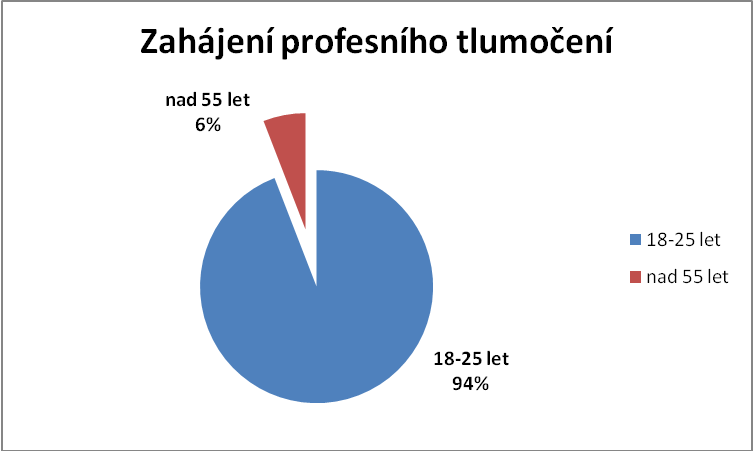 Zahájení profesního tlumočení
nad 55 let
6%
18-25 let
nad 55 let
18-25 let
94%